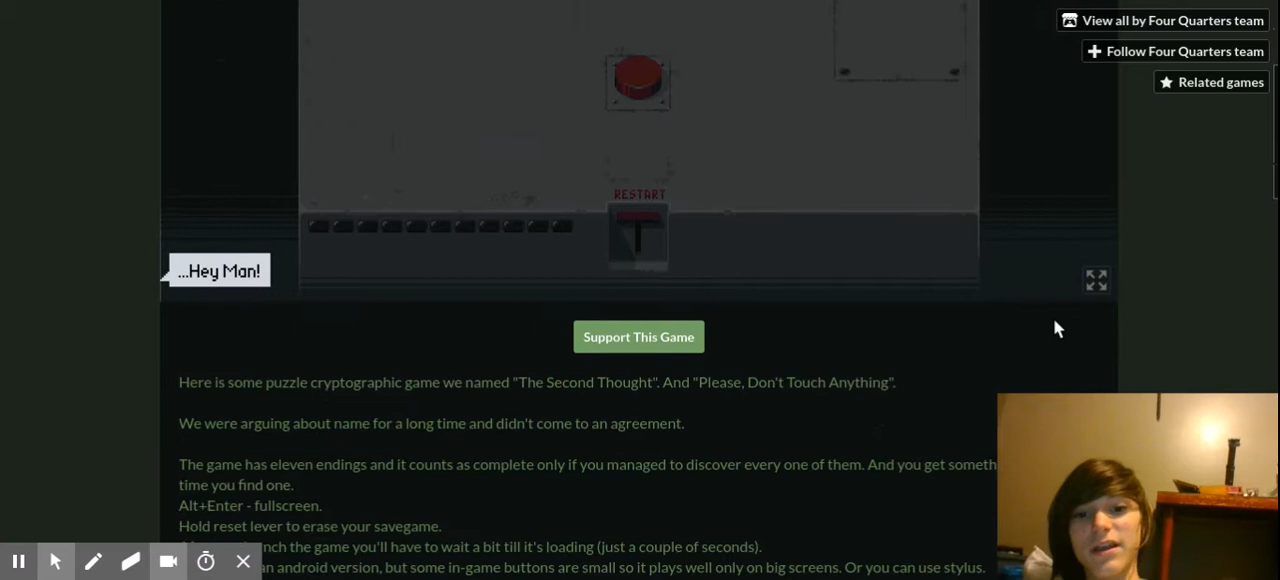 View all by Four Quarters team
Follow Four Quarters team
Related games
RESTART
...Hey Man!
Support This Game
Here is some puzzle cryptographic game we named "The Second Thought". And "Please, Don't Touch Anything".
We were arguing about name for a long time and didn't come to an agreement.
The game has eleven endings and it counts as complete only if you managed to discover every one of them. And you get
time you find one.
Alt+Enter - fullscreen.
Hold reset lever to erase your savegame.
the game you'll have to wait a bit till it's loading (just a couple of seconds).
an android version, but some in-game buttons are small so it plays well only on big screens. Or you can use stylus.